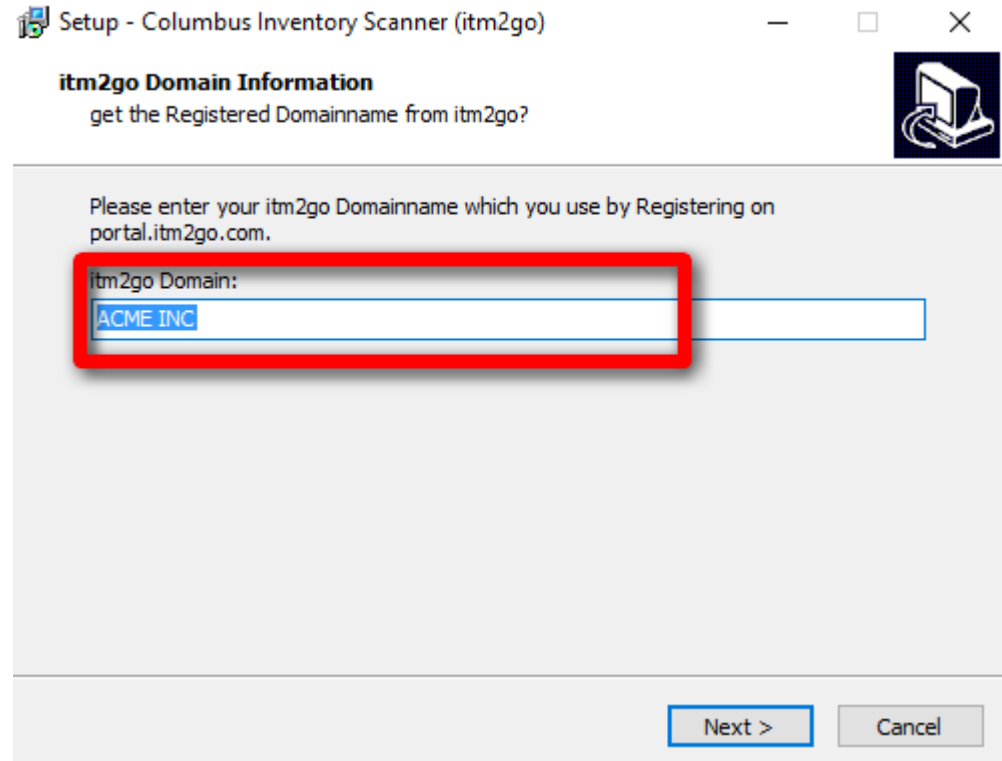 Setup - Columbus Inventory Scanner (itm2go)
itm2go Domain Information
get the Registered Domainname from itm2go?
Please enter your itm2go Domainname which you use by Registering on
portal.itm2go.com.
itm2go Domain:
ACME INC
Next >
Cancel